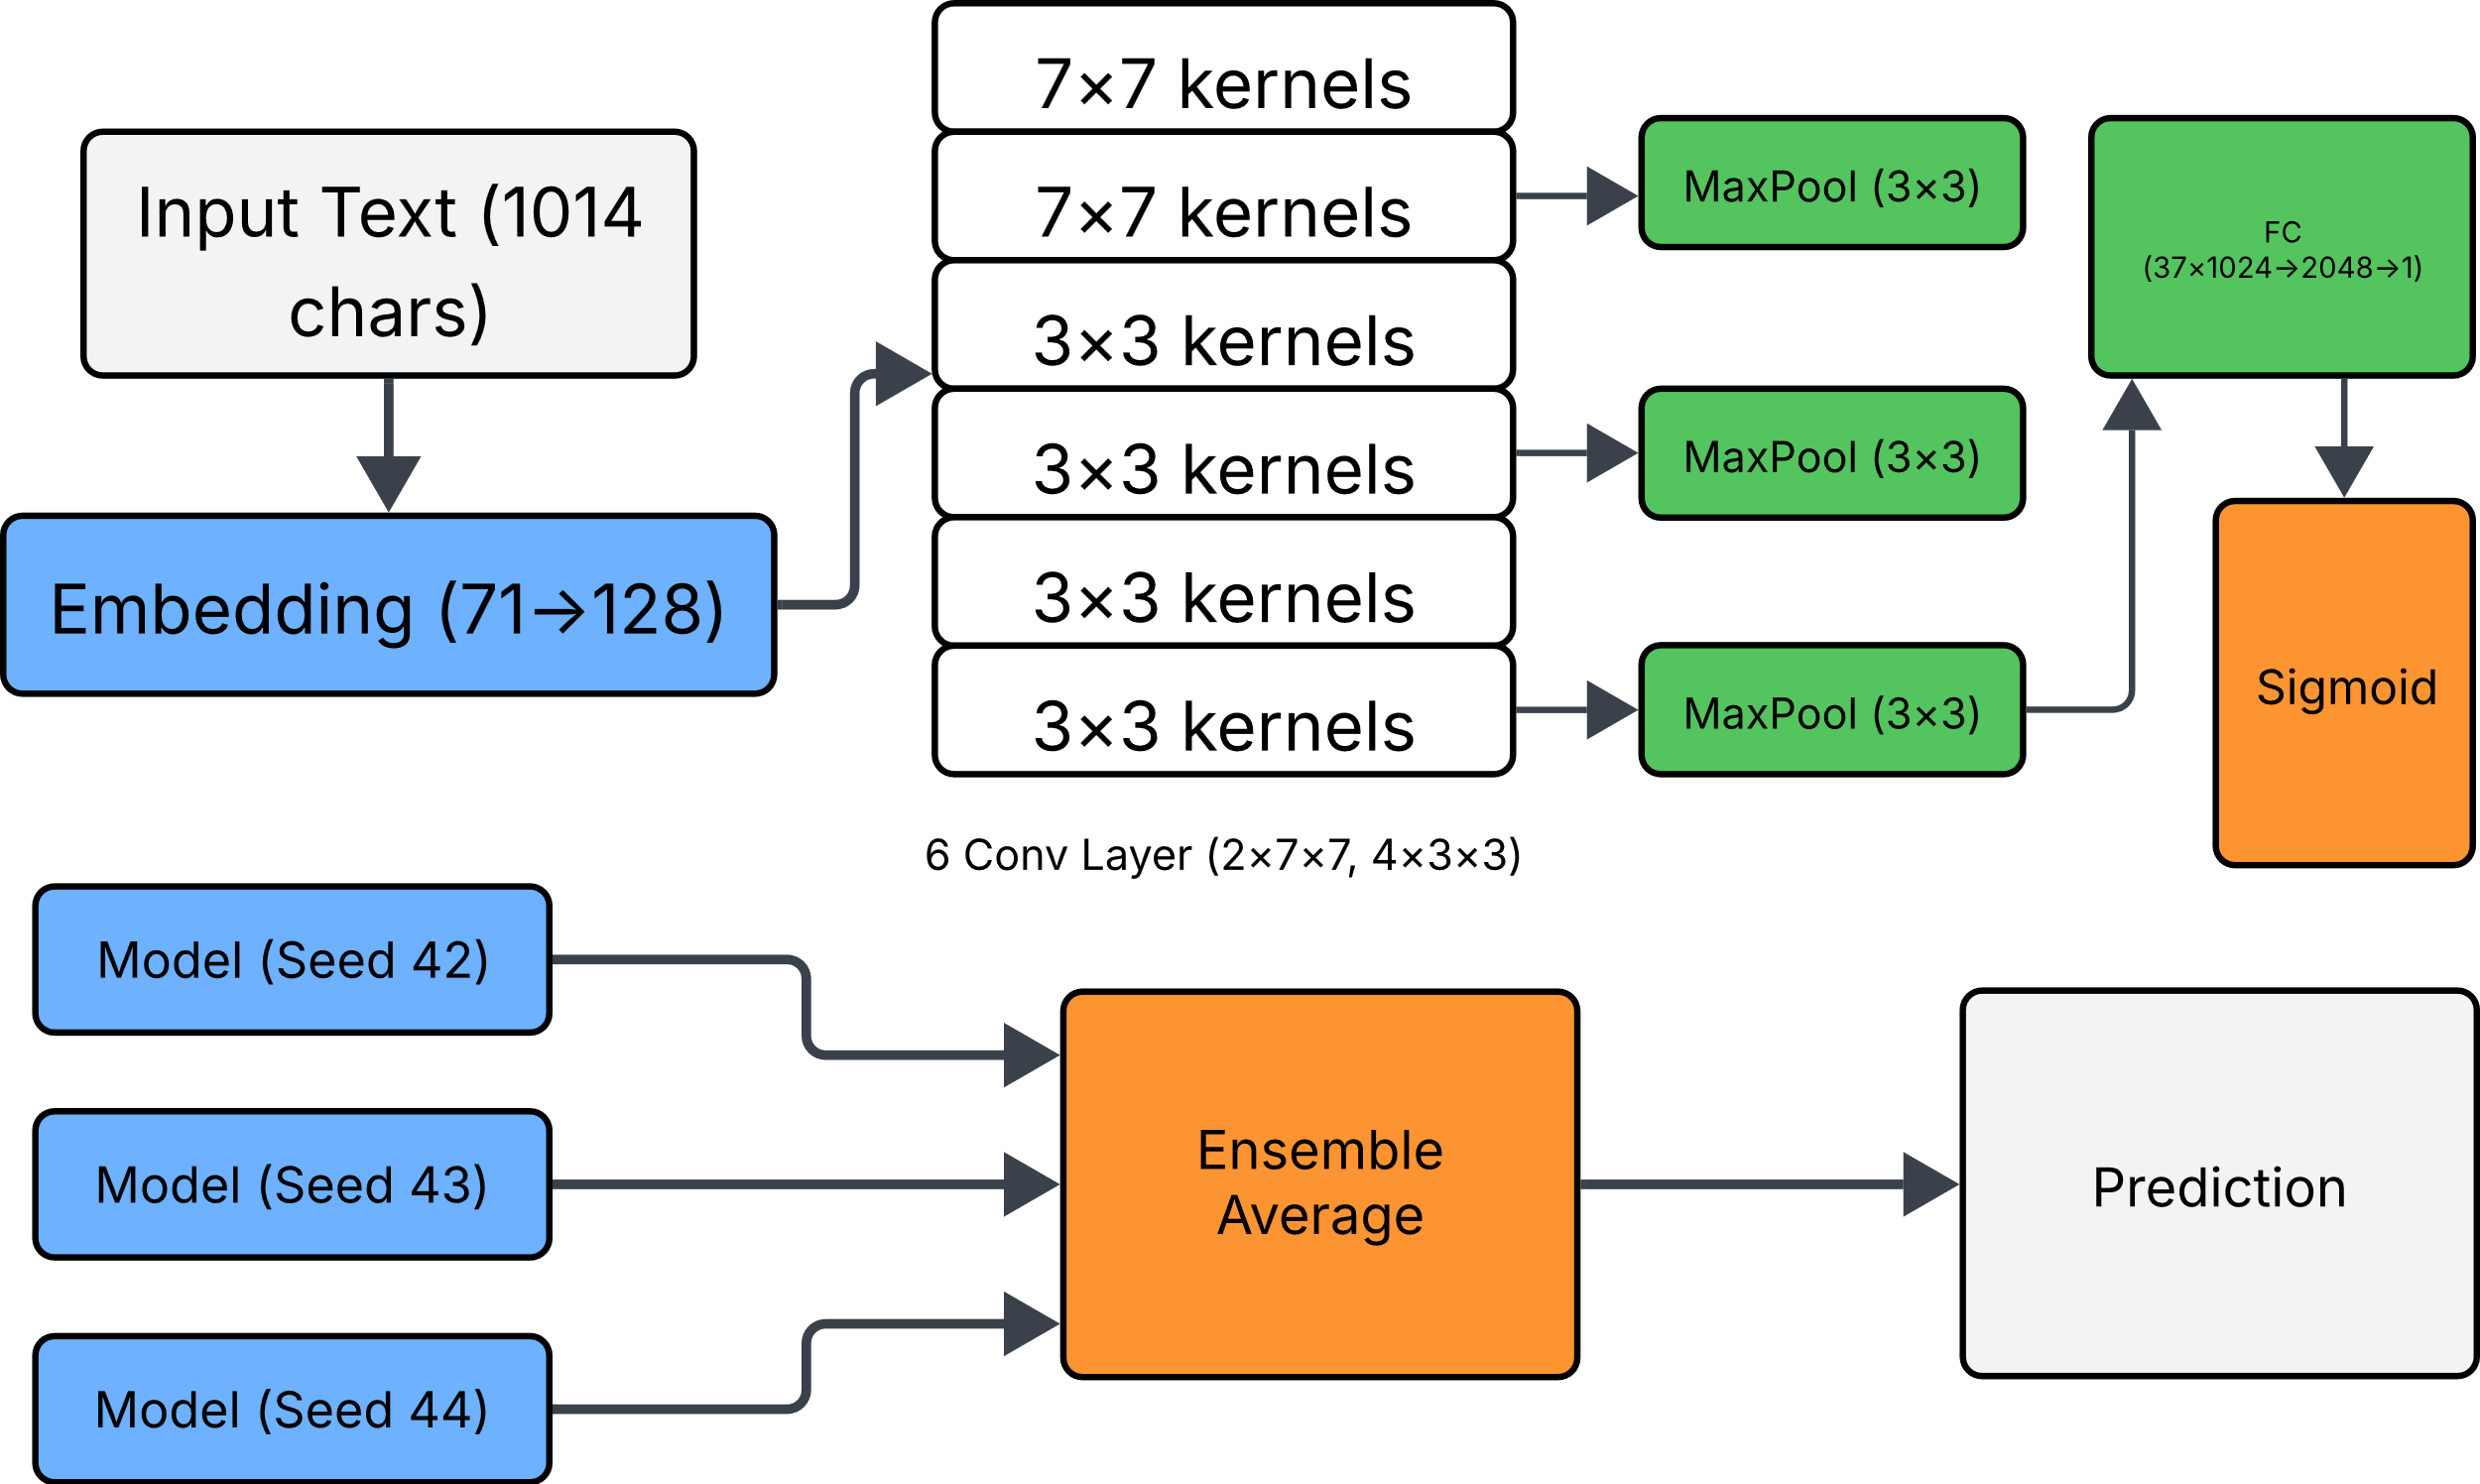 Input Text (1014
chars)
Embedding (71→128)
7×7 kernels
7×7 kernels
3×3 kernels
3×3 kernels
3×3 kernels
3×3 kernels
6 Conv Layer (2×7×7, 4×3×3)
MaxPool (3×3)
MaxPool (3×3)
MaxPool (3×3)
FC
(37×1024→2048→1)
Sigmoid
Model (Seed 42)
Model (Seed 43)
Model (Seed 44)
Ensemble
Average
Prediction